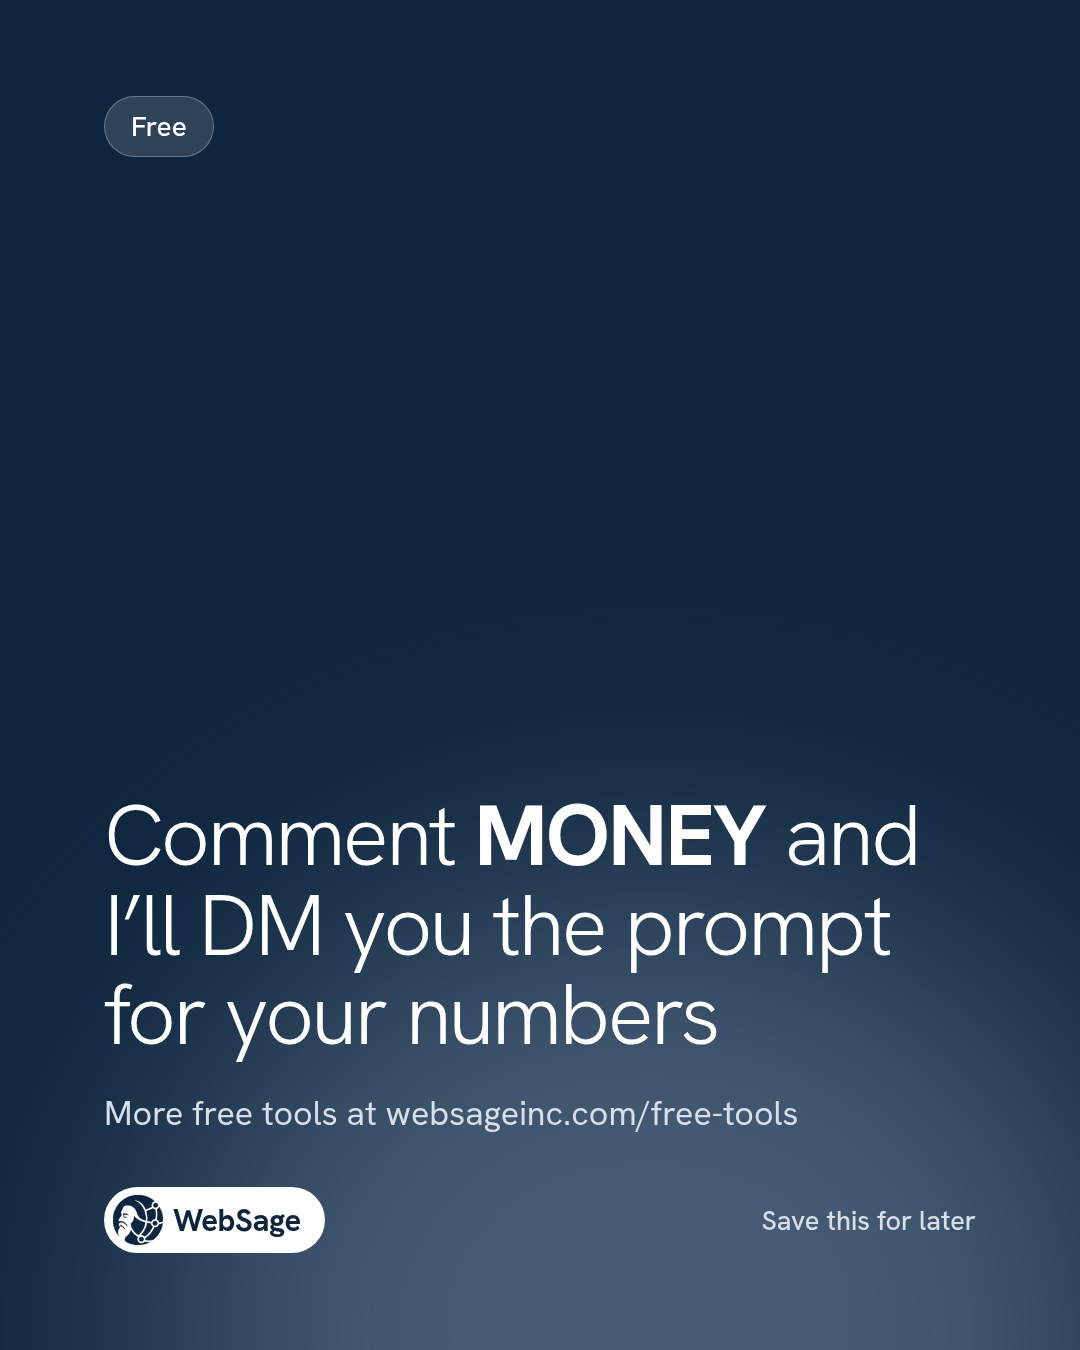 Free
Comment MONEY and
I’ll DM you the prompt
for your numbers
More free tools at websageinc.com/free-tools
WebSage
Save this for later